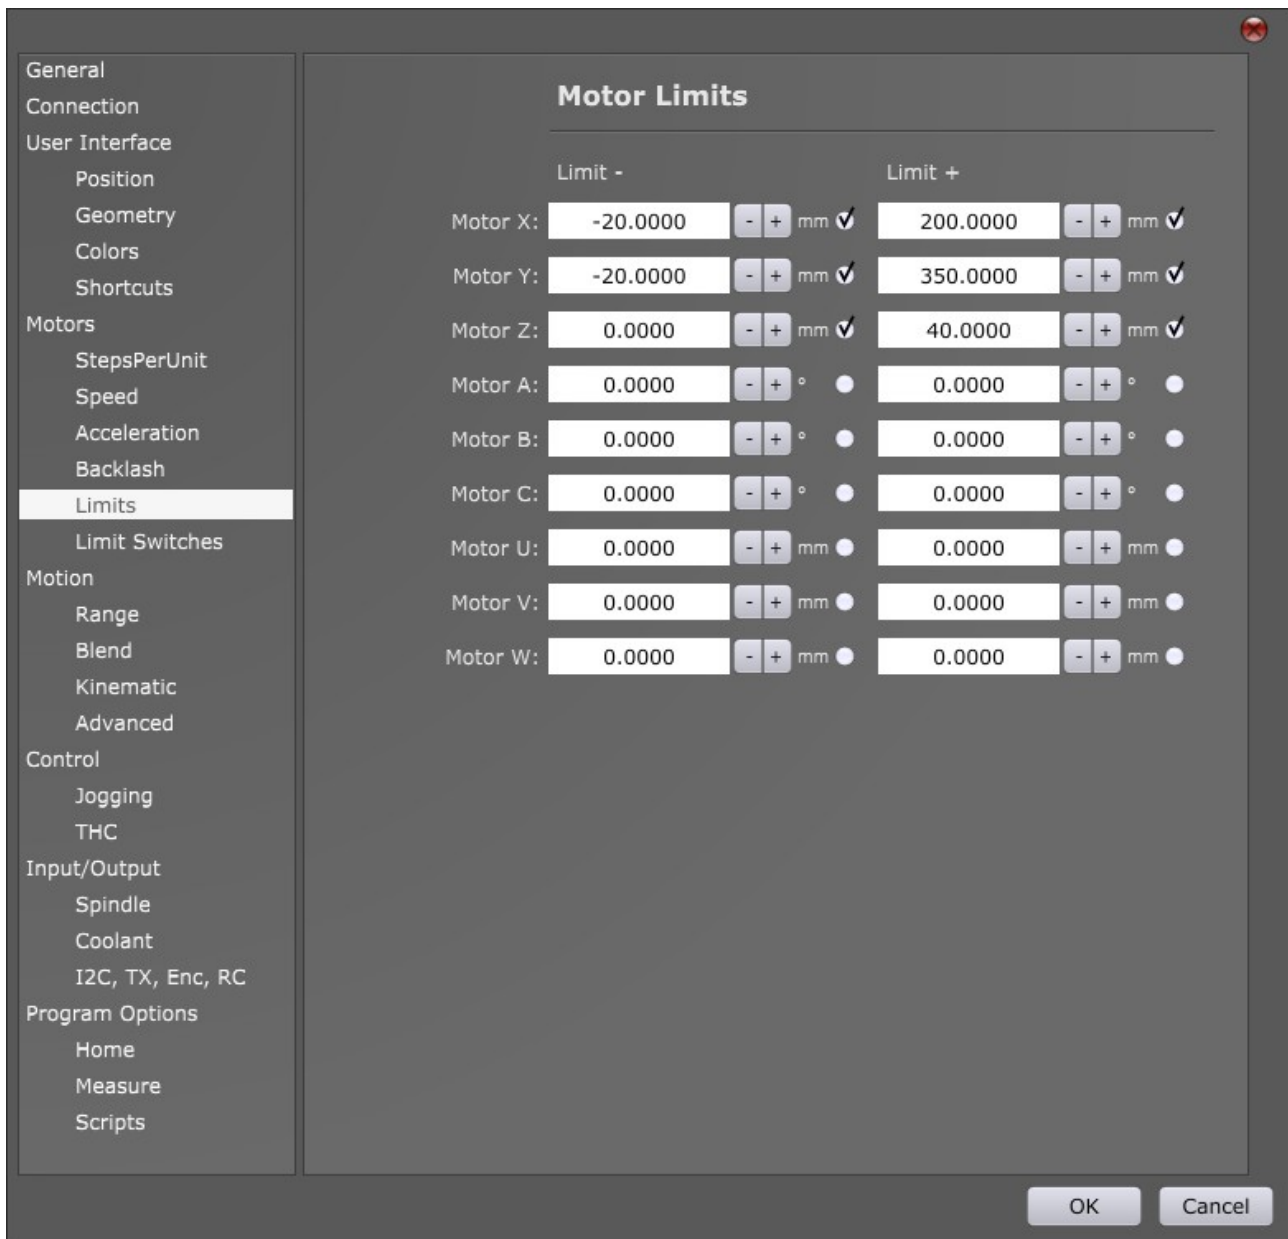 General
Connection
User Interface
Position
Geometry
Colors
Shortcuts
Motors
StepsPerUnit
Speed
Acceleration
Backlash
Limits
Limit Switches
Motion
Range
Blend
Kinematic
Advanced
Control
Jogging
THC
Input/Output
Spindle
Coolant
I2C, TX, Enc, RC
Program Options
Home
Measure
Scripts
Motor Limits
Limit - Limit +
Motor X: -20.0000 - + mm 200.0000 - + mm
Motor Y: -20.0000 - + mm 350.0000 - + mm
Motor Z: 0.0000 - + mm 40.0000 - + mm
Motor A: 0.0000 - + ° 0.0000 - + °
Motor B: 0.0000 - + ° 0.0000 - + °
Motor C: 0.0000 - + ° 0.0000 - + °
Motor U: 0.0000 - + mm 0.0000 - + mm
Motor V: 0.0000 - + mm 0.0000 - + mm
Motor W: 0.0000 - + mm 0.0000 - + mm
OK Cancel